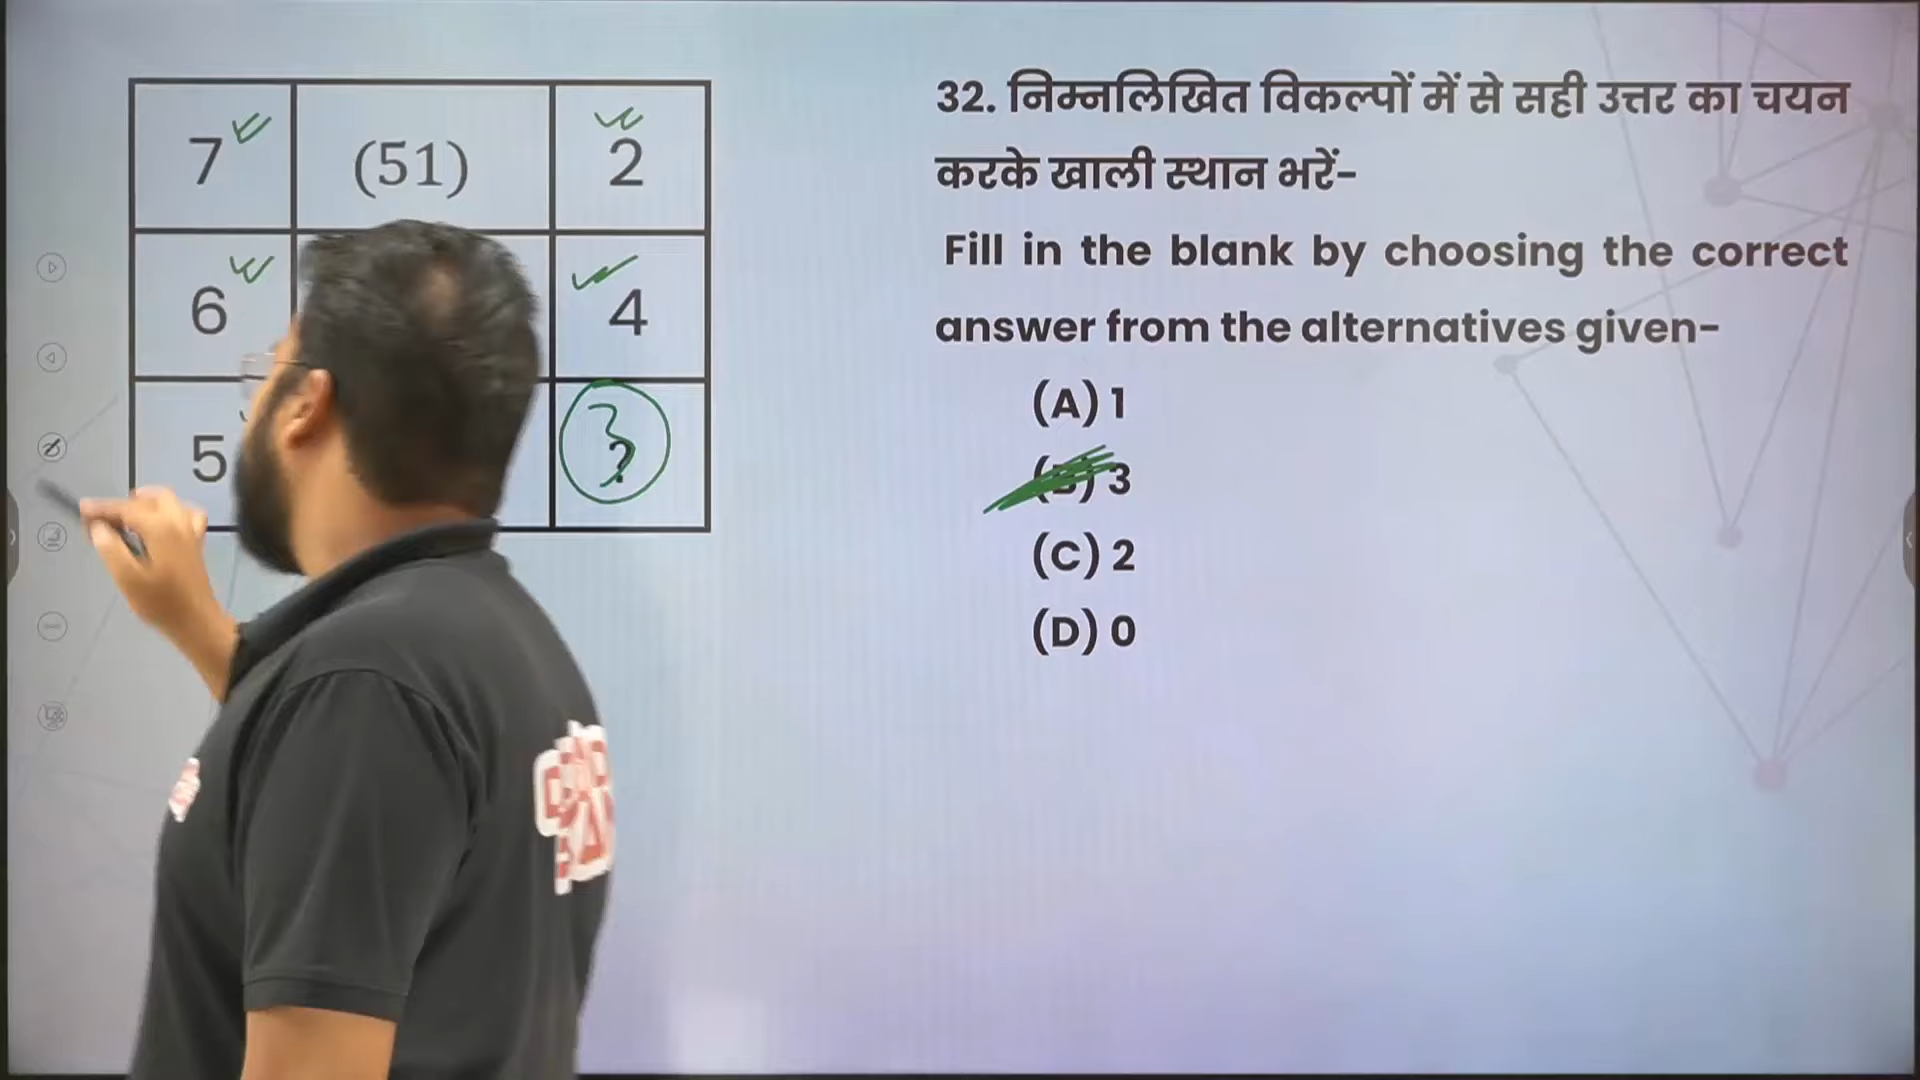 7 (51) 2
6 4
5 ?
3
32. निम्नलिखित विकल्पों में से सही उत्तर का चयन
करके खाली स्थान भरें-
Fill in the blank by choosing the correct
answer from the alternatives given-
(A) 1
(B) 3
(C) 2
(D) 0